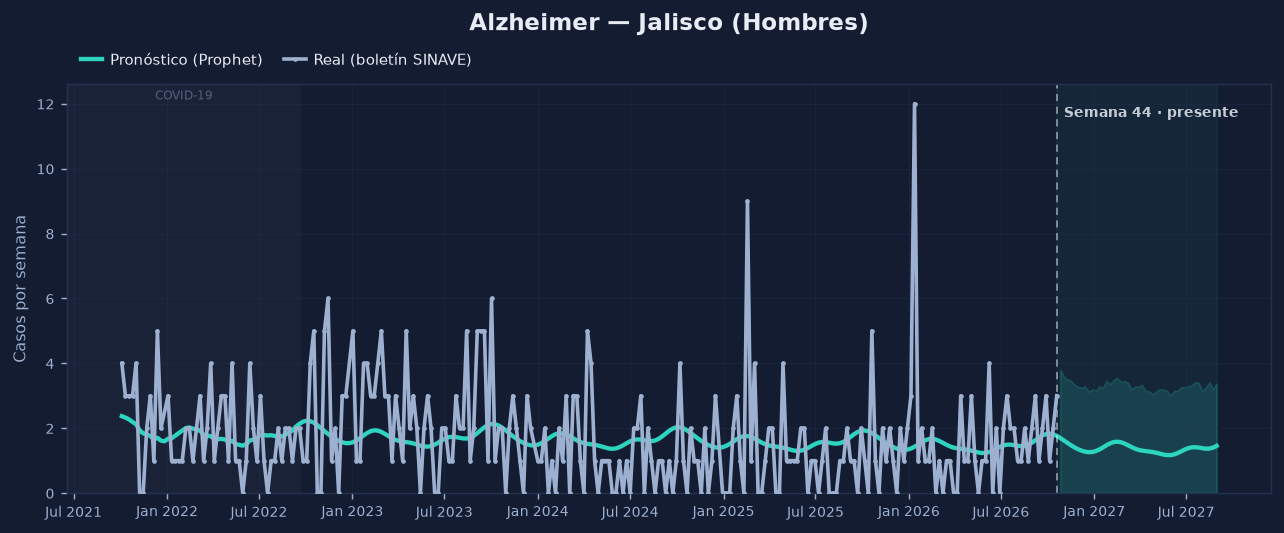 Alzheimer — Jalisco (Hombres)
Pronóstico (Prophet)
Real (boletín SINAVE)
COVID-19
Semana 44 · presente
Casos por semana
12
10
8
6
4
2
0
Jul 2021
Jan 2022
Jul 2022
Jan 2023
Jul 2023
Jan 2024
Jul 2024
Jan 2025
Jul 2025
Jan 2026
Jul 2026
Jan 2027
Jul 2027